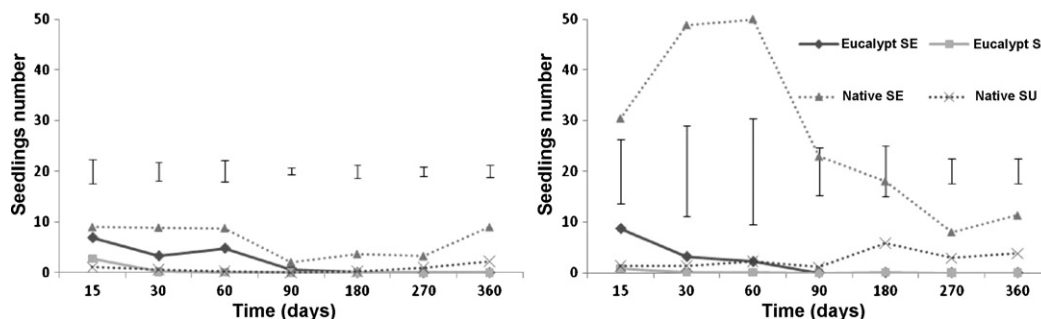 Seedlings number
50
40
30
20
10
0
15 30 60 90 180 270 360
Time (days)
Seedlings number
50
40
30
20
10
0
15 30 60 90 180 270 360
Time (days)
Eucalypt SE
Eucalypt S
Native SE
Native SU